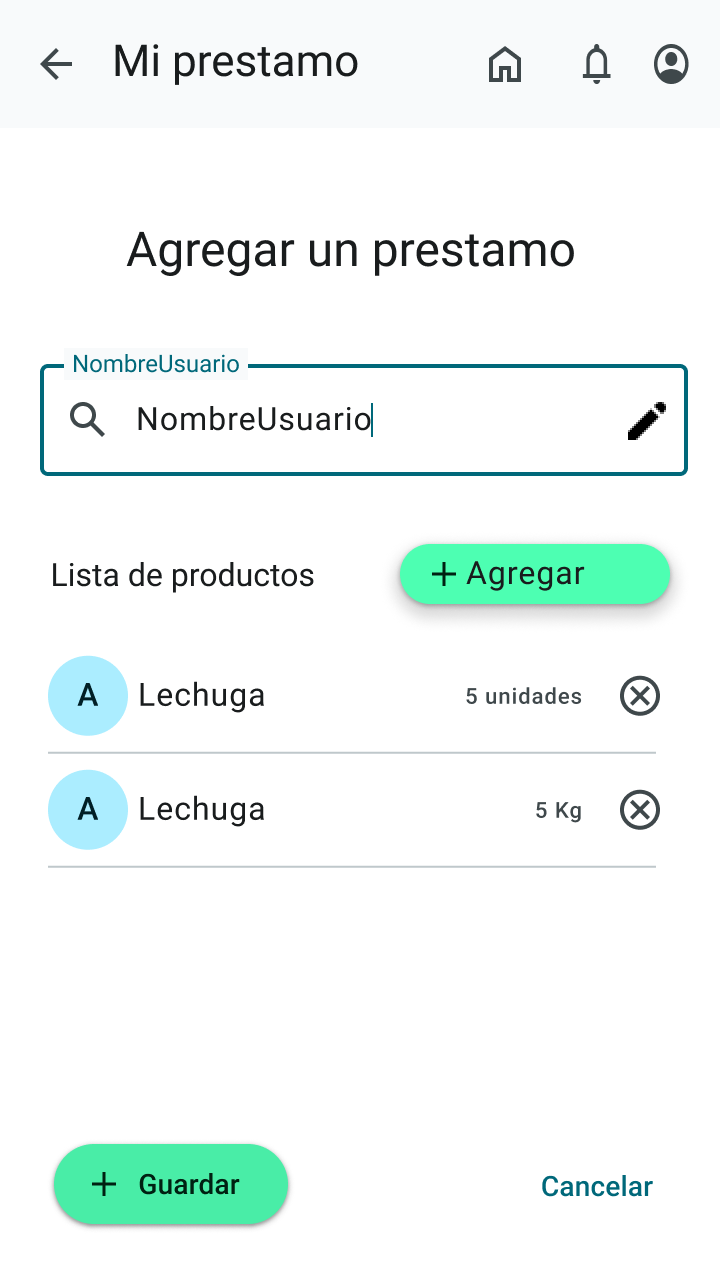 Mi prestamo
Agregar un prestamo
NombreUsuario
NombreUsuario
Lista de productos
Agregar
A Lechuga 5 unidades
A Lechuga 5 Kg
Guardar
Cancelar